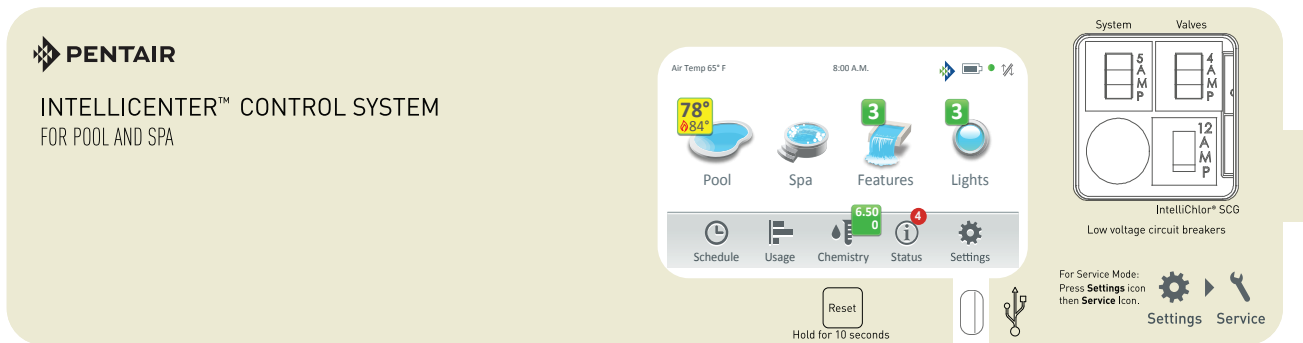 PENTAIR
INTELLICENTER™ CONTROL SYSTEM
FOR POOL AND SPA
Air Temp 65° F
8:00 A.M.
78°
84°
3
3
Pool
Spa
Features
Lights
6.50
0
4
Schedule
Usage
Chemistry
Status
Settings
Reset
Hold for 10 seconds
System
Valves
5 AMP
4 AMP
12 AMP
IntelliChlor® SCG
Low voltage circuit breakers
For Service Mode:
Press Settings icon
then Service Icon.
Settings
Service